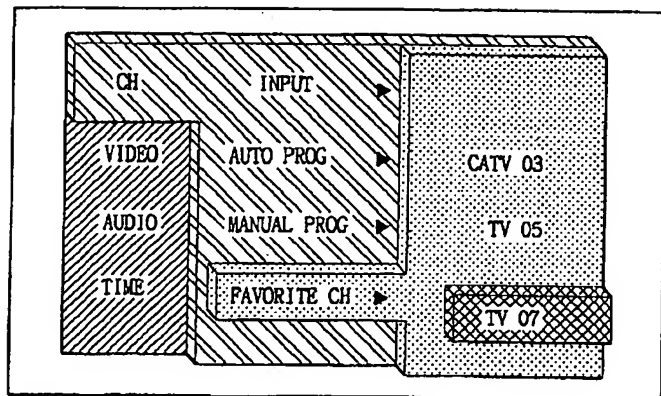 CH INPUT ▶
VIDEO AUTO PROG ▶ CATV 03
AUDIO MANUAL PROG ▶ TV 05
TIME FAVORITE CH ▶ TV 07